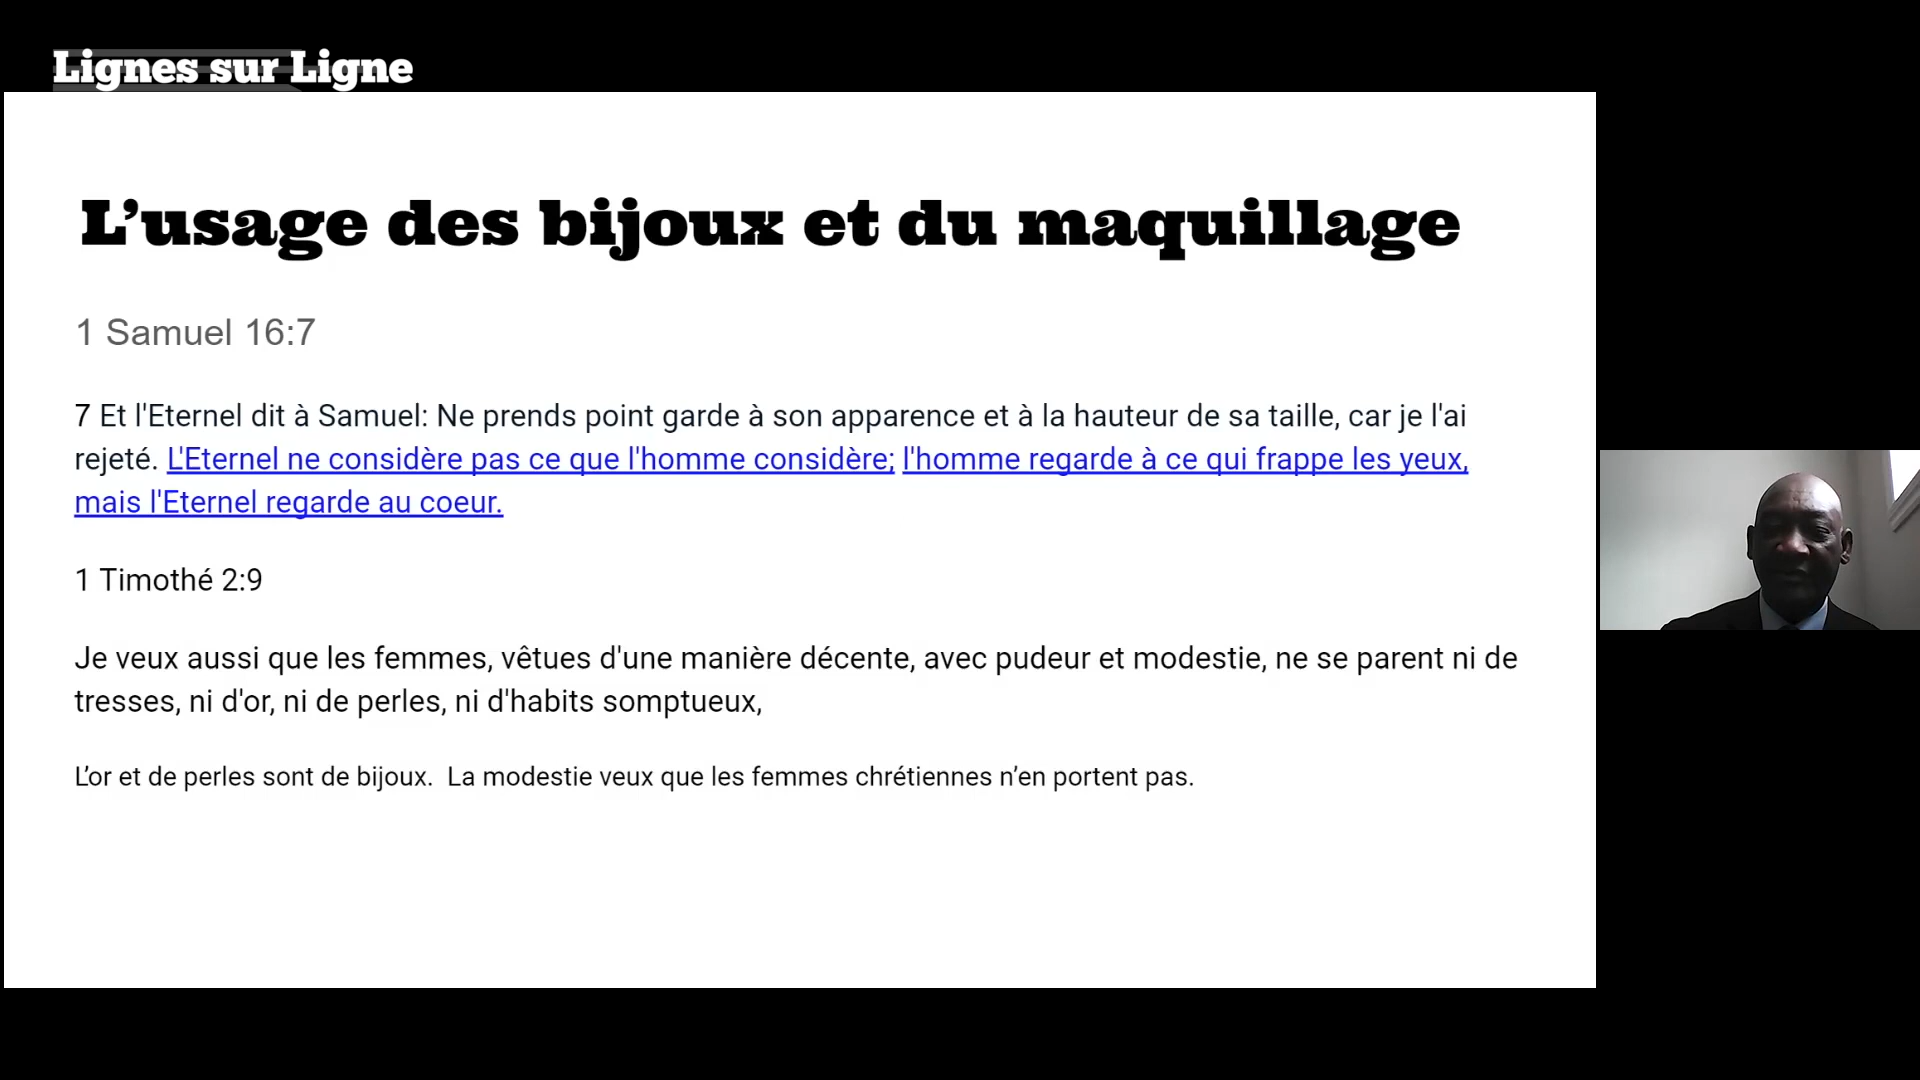 Lignes sur Ligne
L’usage des bijoux et du maquillage
1 Samuel 16:7
7 Et l'Eternel dit à Samuel: Ne prends point garde à son apparence et à la hauteur de sa taille, car je l'ai
rejeté. L'Eternel ne considère pas ce que l'homme considère; l'homme regarde à ce qui frappe les yeux,
mais l'Eternel regarde au coeur.
1 Timothé 2:9
Je veux aussi que les femmes, vêtues d'une manière décente, avec pudeur et modestie, ne se parent ni de
tresses, ni d'or, ni de perles, ni d'habits somptueux,
L’or et de perles sont de bijoux.  La modestie veux que les femmes chrétiennes n’en portent pas.